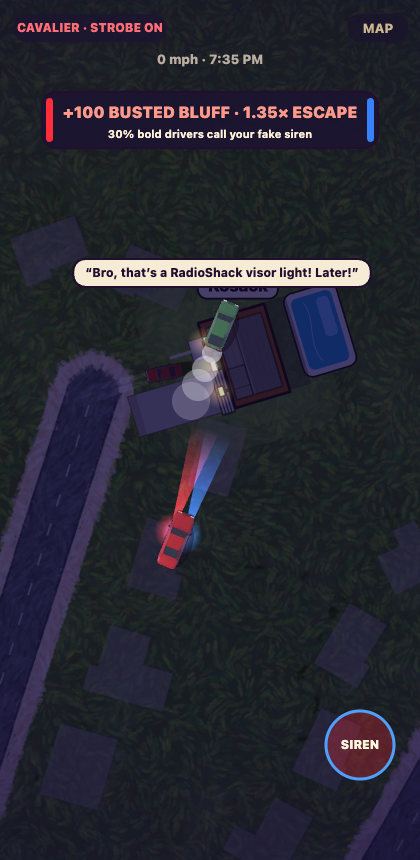 CAVALIER · STROBE ON
MAP
0 mph · 7:35 PM
+100 BUSTED BLUFF · 1.35× ESCAPE
30% bold drivers call your fake siren
“Bro, that’s a RadioShack visor light! Later!”
SIREN